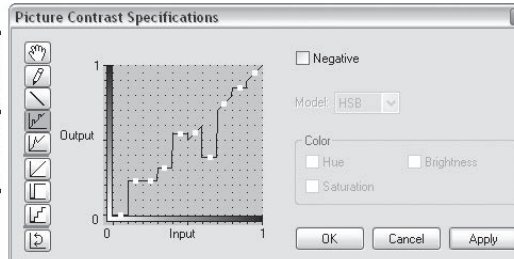 Picture Contrast Specifications
Negative
Model: HSB
Color
Hue
Brightness
Saturation
1
Output
0
0
Input
1
OK
Cancel
Apply